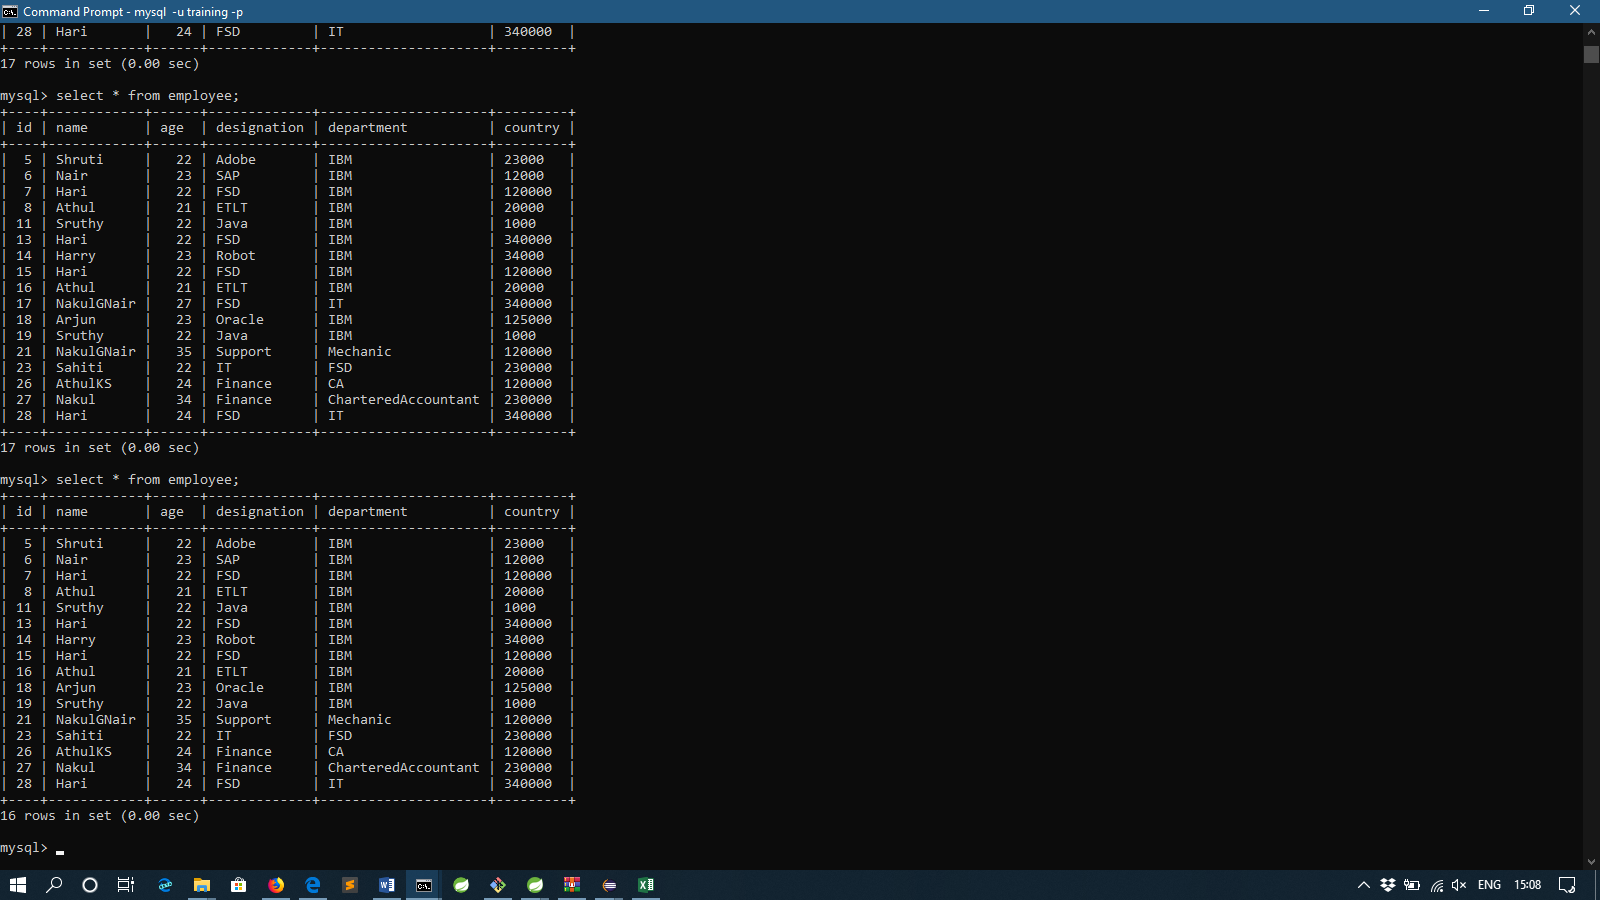 Command Prompt - mysql  -u training -p
| 28 | Hari       |   24 | FSD         | IT                  | 340000  |
+----+------------+------+-------------+---------------------+---------+
17 rows in set (0.00 sec)
mysql> select * from employee;
+----+------------+------+-------------+---------------------+---------+
| id | name       | age  | designation | department          | country |
+----+------------+------+-------------+---------------------+---------+
|  5 | Shruti     |   22 | Adobe       | IBM                 | 23000   |
|  6 | Nair       |   23 | SAP         | IBM                 | 12000   |
|  7 | Hari       |   22 | FSD         | IBM                 | 120000  |
|  8 | Athul      |   21 | ETLT        | IBM                 | 20000   |
| 11 | Sruthy     |   22 | Java        | IBM                 | 1000    |
| 13 | Hari       |   22 | FSD         | IBM                 | 340000  |
| 14 | Harry      |   23 | Robot       | IBM                 | 34000   |
| 15 | Hari       |   22 | FSD         | IBM                 | 120000  |
| 16 | Athul      |   21 | ETLT        | IBM                 | 20000   |
| 17 | NakulGNair |   27 | FSD         | IT                  | 340000  |
| 18 | Arjun      |   23 | Oracle      | IBM                 | 125000  |
| 19 | Sruthy     |   22 | Java        | IBM                 | 1000    |
| 21 | NakulGNair |   35 | Support     | Mechanic            | 120000  |
| 23 | Sahiti     |   22 | IT          | FSD                 | 230000  |
| 26 | AthulKS    |   24 | Finance     | CA                  | 120000  |
| 27 | Nakul      |   34 | Finance     | CharteredAccountant | 230000  |
| 28 | Hari       |   24 | FSD         | IT                  | 340000  |
+----+------------+------+-------------+---------------------+---------+
17 rows in set (0.00 sec)
mysql> select * from employee;
+----+------------+------+-------------+---------------------+---------+
| id | name       | age  | designation | department          | country |
+----+------------+------+-------------+---------------------+---------+
|  5 | Shruti     |   22 | Adobe       | IBM                 | 23000   |
|  6 | Nair       |   23 | SAP         | IBM                 | 12000   |
|  7 | Hari       |   22 | FSD         | IBM                 | 120000  |
|  8 | Athul      |   21 | ETLT        | IBM                 | 20000   |
| 11 | Sruthy     |   22 | Java        | IBM                 | 1000    |
| 13 | Hari       |   22 | FSD         | IBM                 | 340000  |
| 14 | Harry      |   23 | Robot       | IBM                 | 34000   |
| 15 | Hari       |   22 | FSD         | IBM                 | 120000  |
| 16 | Athul      |   21 | ETLT        | IBM                 | 20000   |
| 18 | Arjun      |   23 | Oracle      | IBM                 | 125000  |
| 19 | Sruthy     |   22 | Java        | IBM                 | 1000    |
| 21 | NakulGNair |   35 | Support     | Mechanic            | 120000  |
| 23 | Sahiti     |   22 | IT          | FSD                 | 230000  |
| 26 | AthulKS    |   24 | Finance     | CA                  | 120000  |
| 27 | Nakul      |   34 | Finance     | CharteredAccountant | 230000  |
| 28 | Hari       |   24 | FSD         | IT                  | 340000  |
+----+------------+------+-------------+---------------------+---------+
16 rows in set (0.00 sec)
mysql>
ENG 15:08